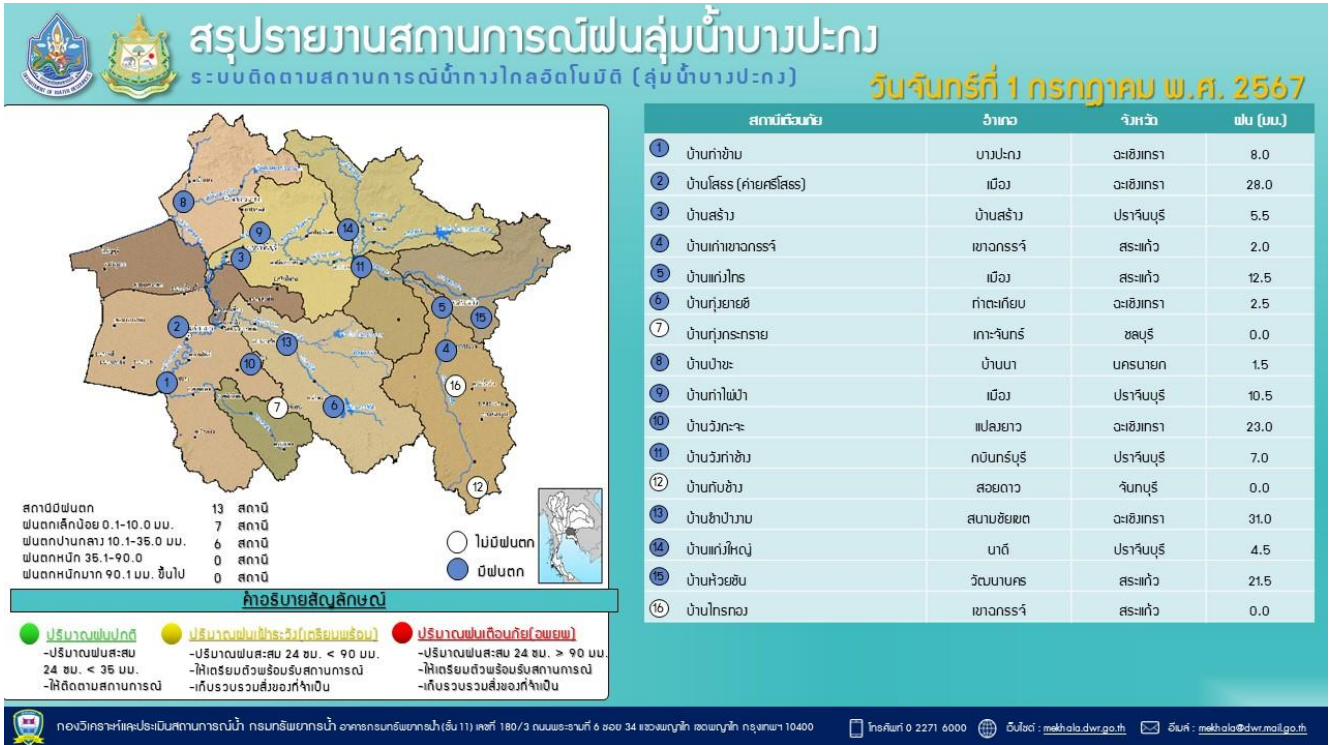 สรุปรายงานสถานการณ์ฝนลุ่มน้ำบางปะกง
ระบบติดตามสถานการณ์น้ำทางไกลอัตโนมัติ (ลุ่มน้ำบางปะกง)
วันจันทร์ที่ 1 กรกฎาคม พ.ศ. 2567
สถานีเตือนภัย อำเภอ จังหวัด ฝน (มม.)
1 บ้านท่าข้าม บางปะกง ฉะเชิงเทรา 8.0
2 บ้านโสธร (ค่ายศรีโสธร) เมือง ฉะเชิงเทรา 28.0
3 บ้านสร้าง บ้านสร้าง ปราจีนบุรี 5.5
4 บ้านเก่าเขาฉกรรจ์ เขาฉกรรจ์ สระแก้ว 2.0
5 บ้านแก่งไทร เมือง สระแก้ว 12.5
6 บ้านทุ่งยายชี ท่าตะเกียบ ฉะเชิงเทรา 2.5
7 บ้านทุ่งกระทราย เกาะจันทร์ ชลบุรี 0.0
8 บ้านป่าขะ บ้านนา นครนายก 1.5
9 บ้านท่าไผ่ป่า เมือง ปราจีนบุรี 10.5
10 บ้านวังกะจะ แปลงยาว ฉะเชิงเทรา 23.0
11 บ้านวังท่าช้าง กบินทร์บุรี ปราจีนบุรี 7.0
12 บ้านทับช้าง สอยดาว จันทบุรี 0.0
13 บ้านชำป่างาม สนามชัยเขต ฉะเชิงเทรา 31.0
14 บ้านแก่งใหญ่ นาดี ปราจีนบุรี 4.5
15 บ้านห้วยชัน วัฒนานคร สระแก้ว 21.5
16 บ้านไทรทอง เขาฉกรรจ์ สระแก้ว 0.0
8
9
14
3
11
5
15
2
13
4
10
16
1
7
6
12
สถานีมีฝนตก 13 สถานี
ฝนตกเล็กน้อย 0.1-10.0 มม. 7 สถานี
ฝนตกปานกลาง 10.1-35.0 มม. 6 สถานี
ฝนตกหนัก 35.1-90.0 0 สถานี
ฝนตกหนักมาก 90.1 มม. ขึ้นไป 0 สถานี
ไม่มีฝนตก
มีฝนตก
คำอธิบายสัญลักษณ์
ปริมาณฝนปกติ
-ปริมาณฝนสะสม
24 ชม. < 35 มม.
-ให้ติดตามสถานการณ์
ปริมาณฝนเฝ้าระวัง(เตรียมพร้อม)
-ปริมาณฝนสะสม 24 ชม. < 90 มม.
-ให้เตรียมตัวพร้อมรับสถานการณ์
-เก็บรวบรวมสิ่งของที่จำเป็น
ปริมาณฝนเตือนภัย(อพยพ)
-ปริมาณฝนสะสม 24 ชม. > 90 มม.
-ให้เตรียมตัวพร้อมรับสถานการณ์
-เก็บรวบรวมสิ่งของที่จำเป็น
กองวิเคราะห์และประเมินสถานการณ์น้ำ กรมทรัพยากรน้ำ อาคารกรมทรัพยากรน้ำ (ชั้น 11) เลขที่ 180/3 ถนนพระรามที่ 6 ซอย 34 แขวงพญาไท เขตพญาไท กรุงเทพฯ 10400 โทรศัพท์ 0 2271 6000 เว็บไซต์ : mekhala.dwr.go.th อีเมล์ : mekhala@dwr.mail.go.th